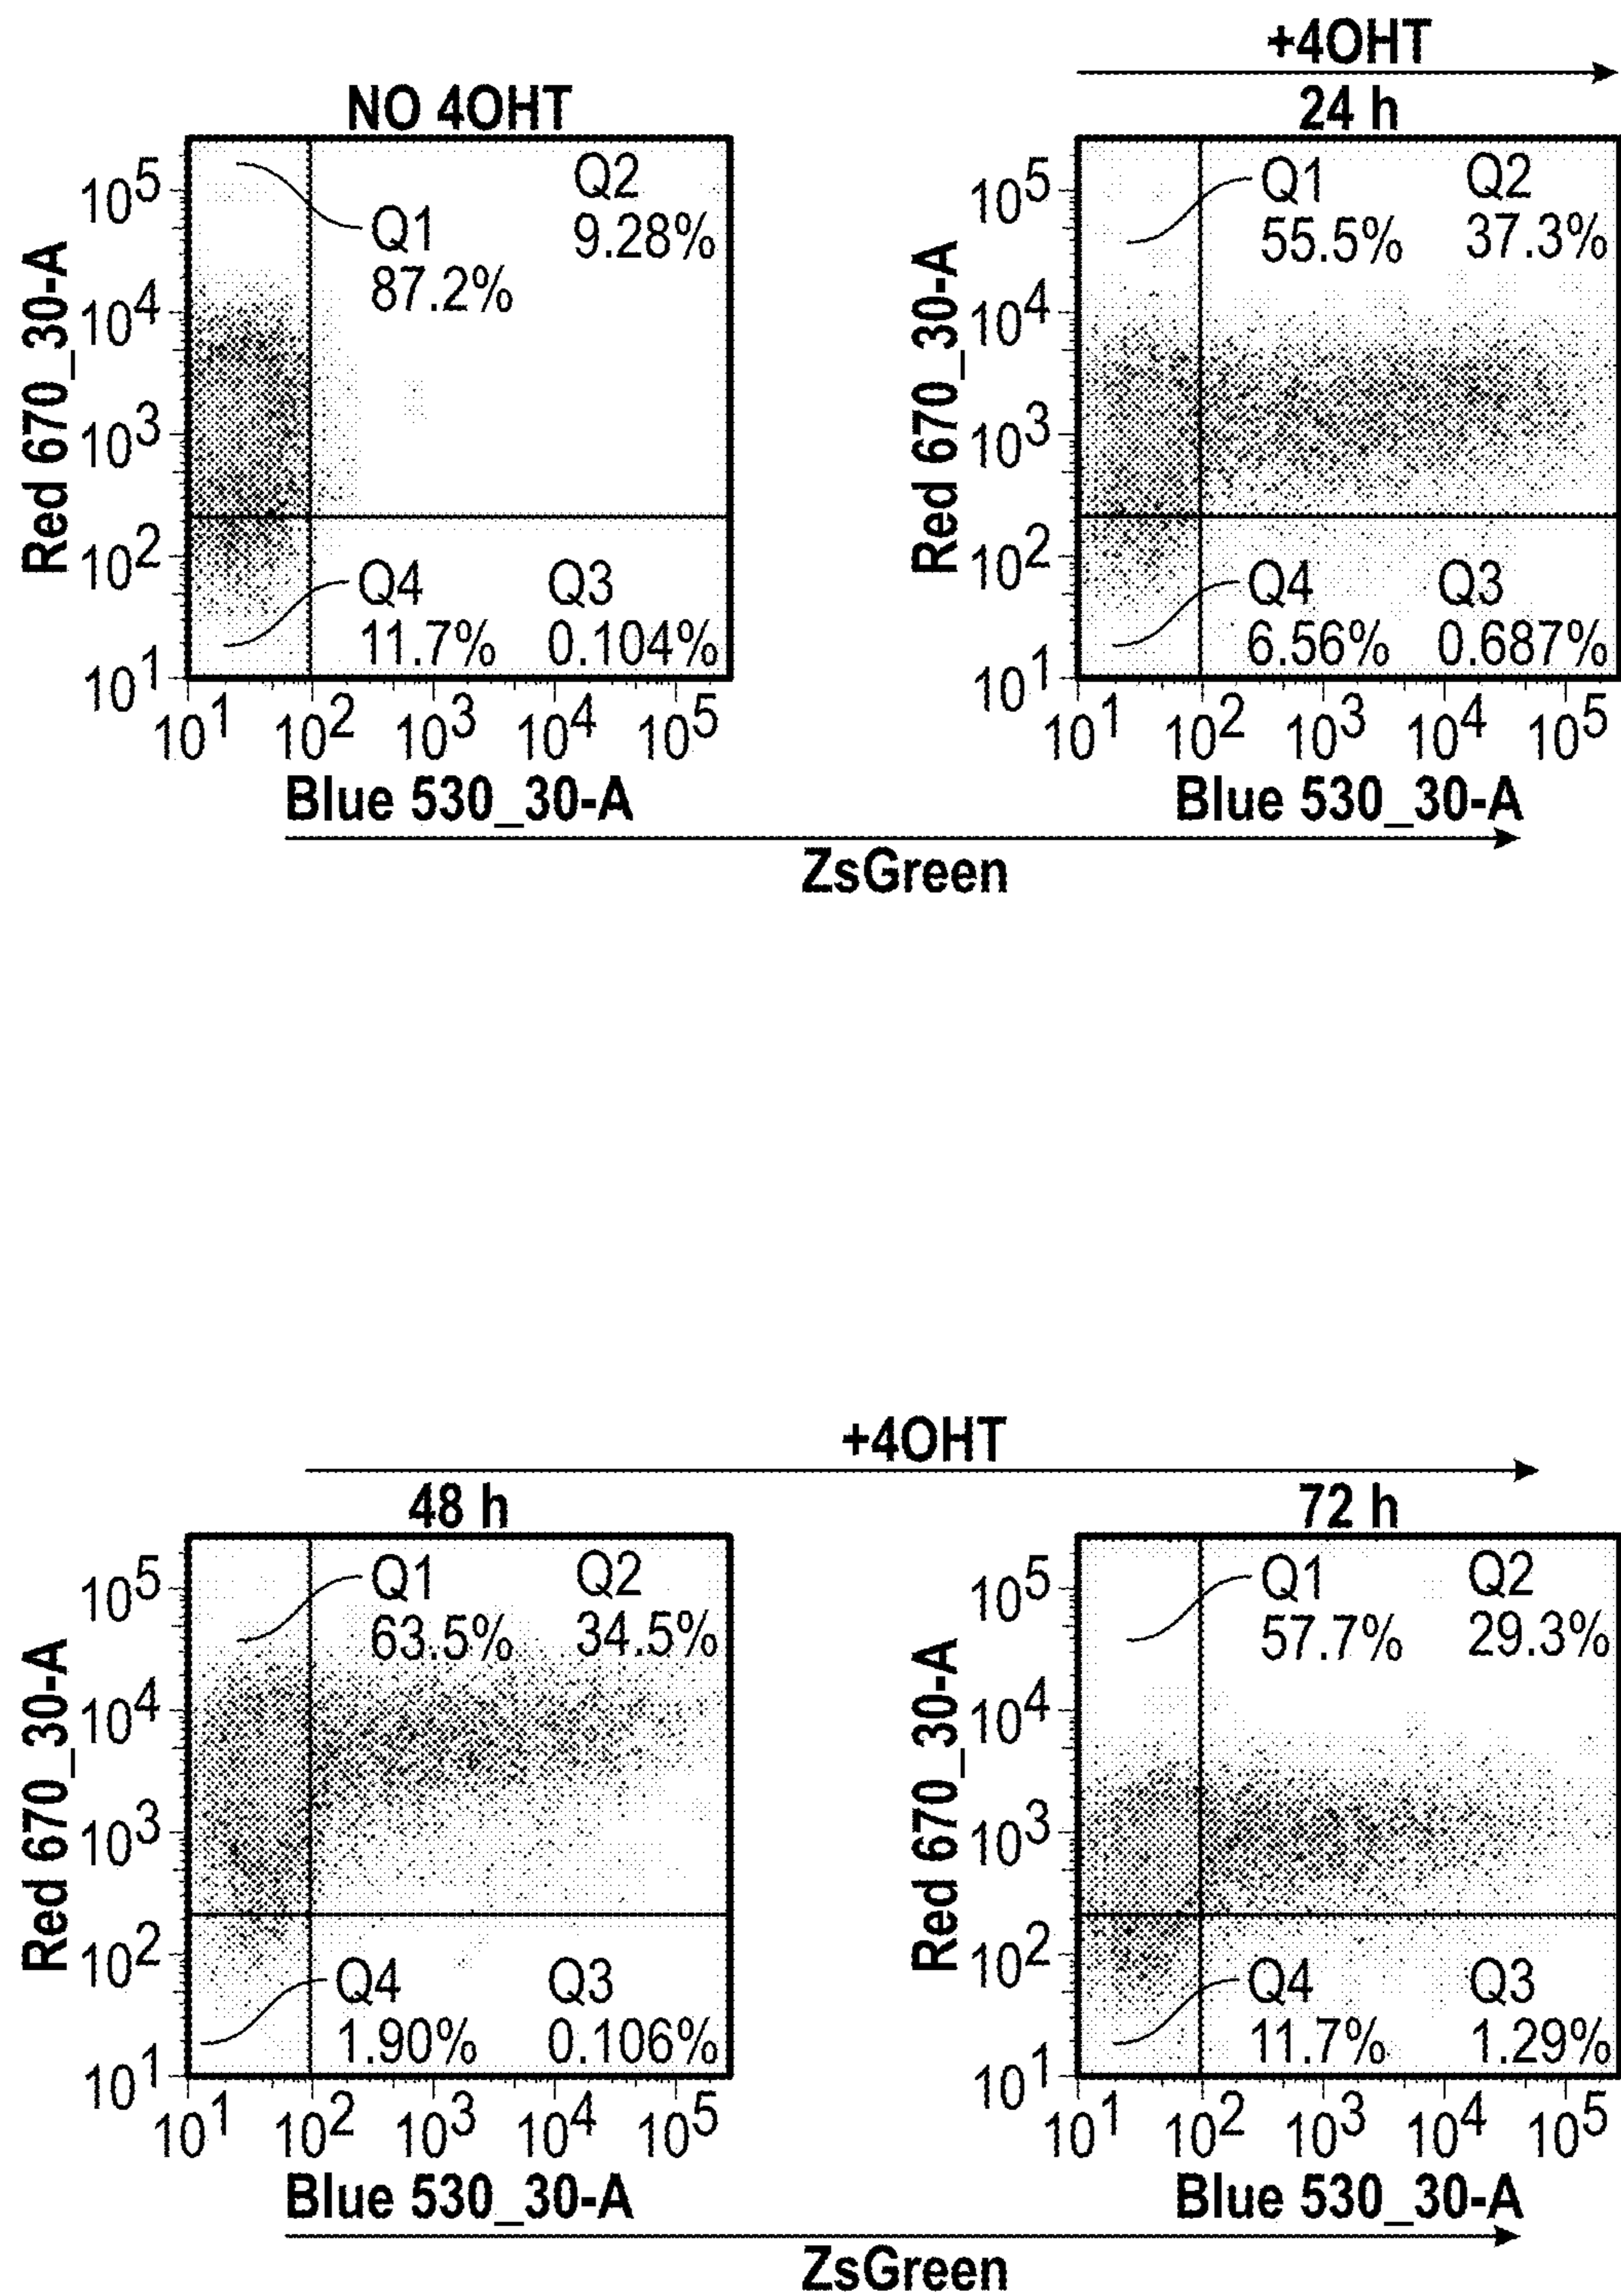 +4OHT
NO 4OHT
24 h
Red 670_30-A
10^5
10^4
10^3
10^2
10^1
Q1
87.2%
Q2
9.28%
Q4
11.7%
Q3
0.104%
10^1 10^2 10^3 10^4 10^5
Blue 530_30-A
Red 670_30-A
10^5
10^4
10^3
10^2
10^1
Q1
55.5%
Q2
37.3%
Q4
6.56%
Q3
0.687%
10^1 10^2 10^3 10^4 10^5
Blue 530_30-A
ZsGreen
+4OHT
48 h
72 h
Red 670_30-A
10^5
10^4
10^3
10^2
10^1
Q1
63.5%
Q2
34.5%
Q4
1.90%
Q3
0.106%
10^1 10^2 10^3 10^4 10^5
Blue 530_30-A
Red 670_30-A
10^5
10^4
10^3
10^2
10^1
Q1
57.7%
Q2
29.3%
Q4
11.7%
Q3
1.29%
10^1 10^2 10^3 10^4 10^5
Blue 530_30-A
ZsGreen